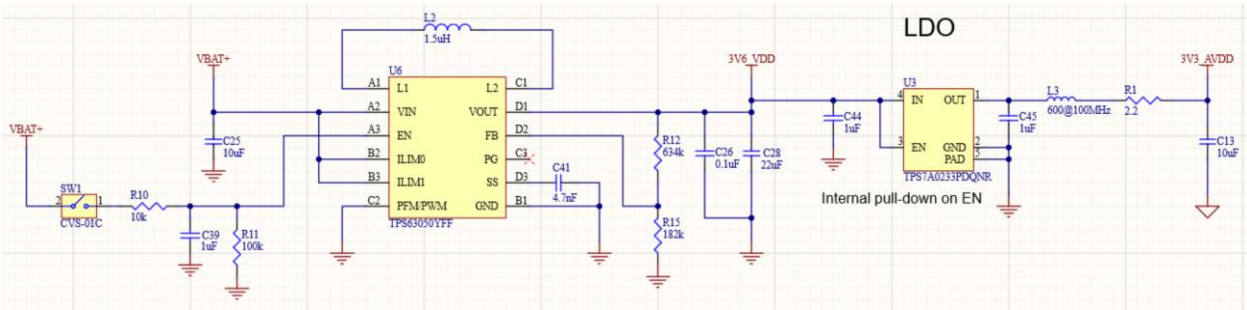 LDO
L2
1.5uH
VBAT+
3V6_VDD
3V3_AVDD
U6
U3
A1 L1 L2 C1
A2 VIN VOUT D1
A3 EN FB D2
B2 ILIM0 PG C3
B3 ILIM1 SS D3
C2 PFM/PWM GND B1
TPS63050YFF
VBAT+
C25
10uF
SW1
2 1
CVS-01C
R10
10k
C39
1uF
R11
100k
C41
4.7nF
R12
634k
R15
182k
C26
0.1uF
C28
22uF
C44
1uF
4 IN OUT 1
3 EN GND 2
PAD 5
TPS7A0233PDQNR
Internal pull-down on EN
C45
1uF
L3
600@100MHz
R1
2.2
C13
10uF